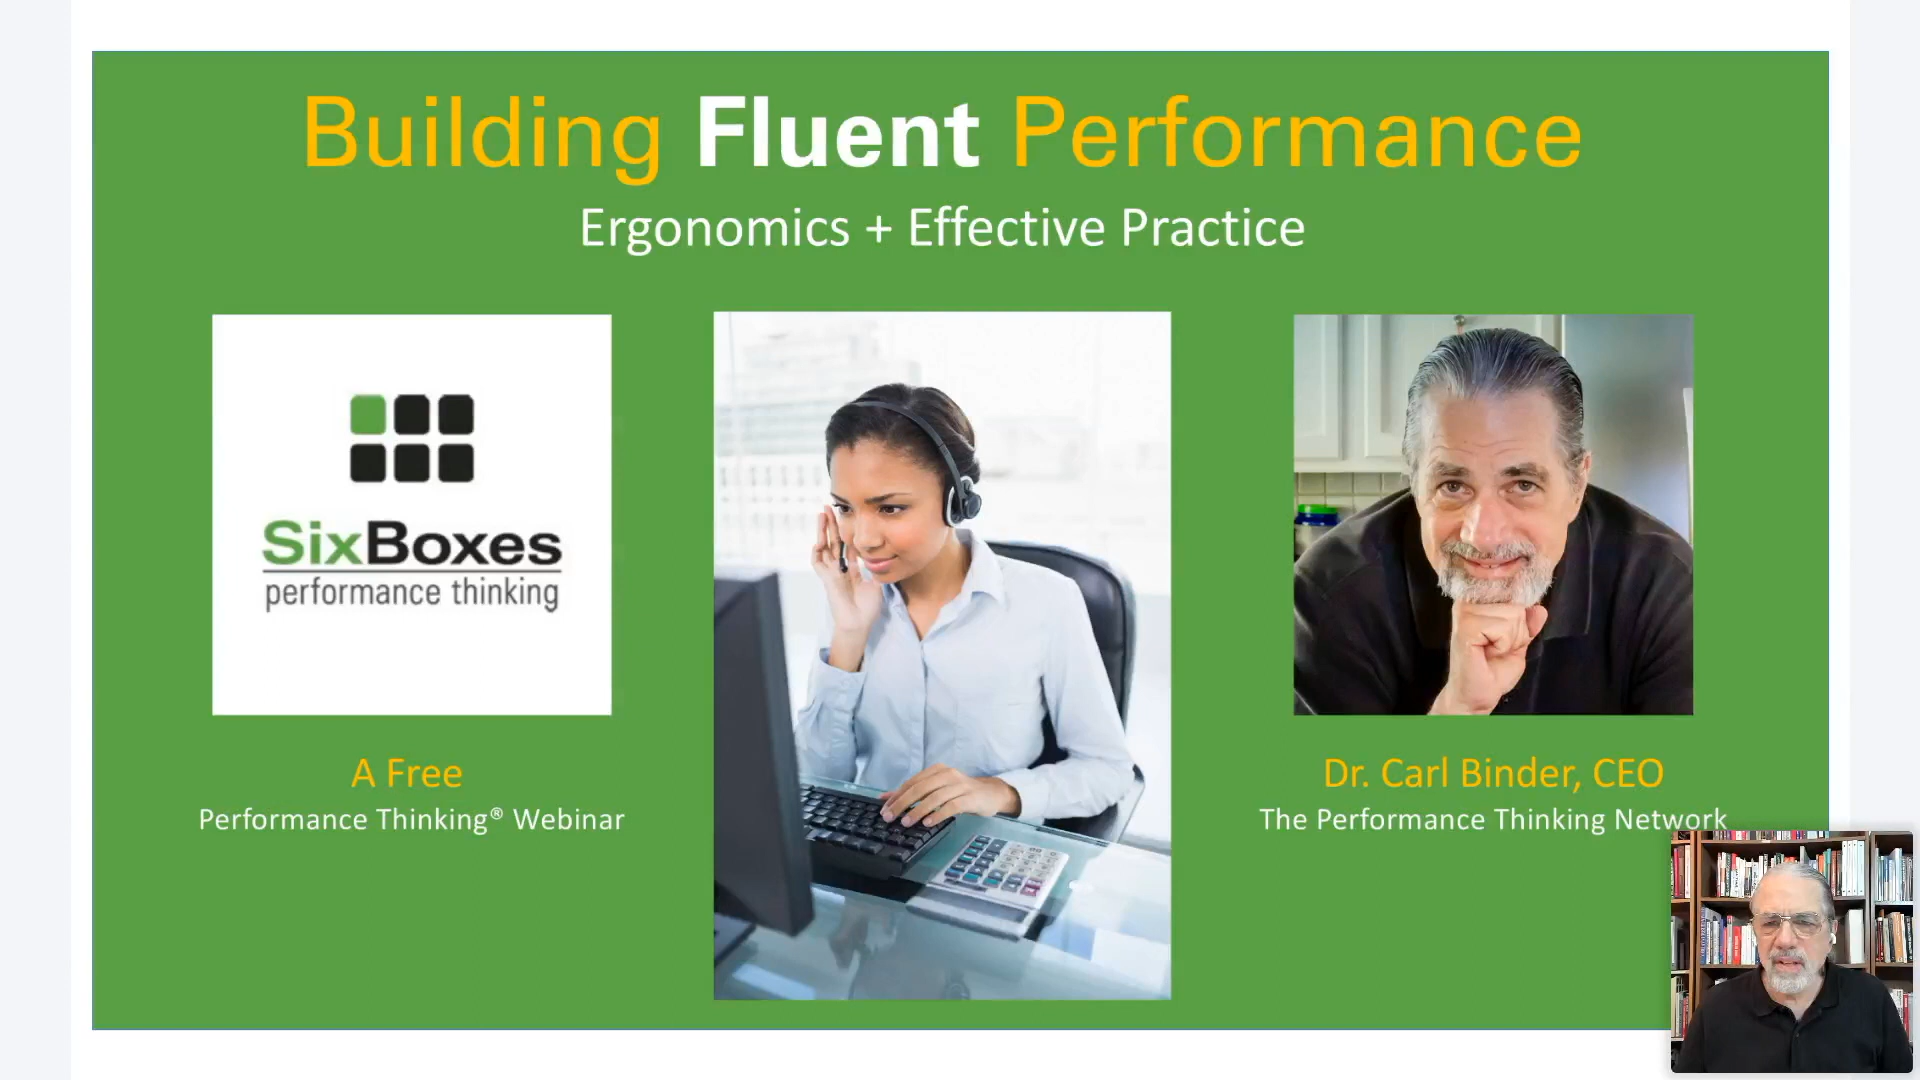 Building Fluent Performance
Ergonomics + Effective Practice
SixBoxes
performance thinking
A Free
Performance Thinking® Webinar
Dr. Carl Binder, CEO
The Performance Thinking Network